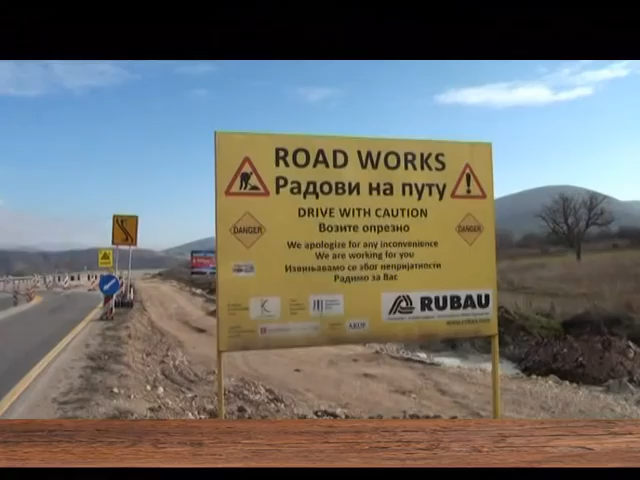 ROAD WORKS
Радови на путу
DRIVE WITH CAUTION
Возите опрезно
DANGER
DANGER
We apologize for any inconvenience
We are working for you
Извињавамо се због непријатности
Радимо за Вас
RUBAU